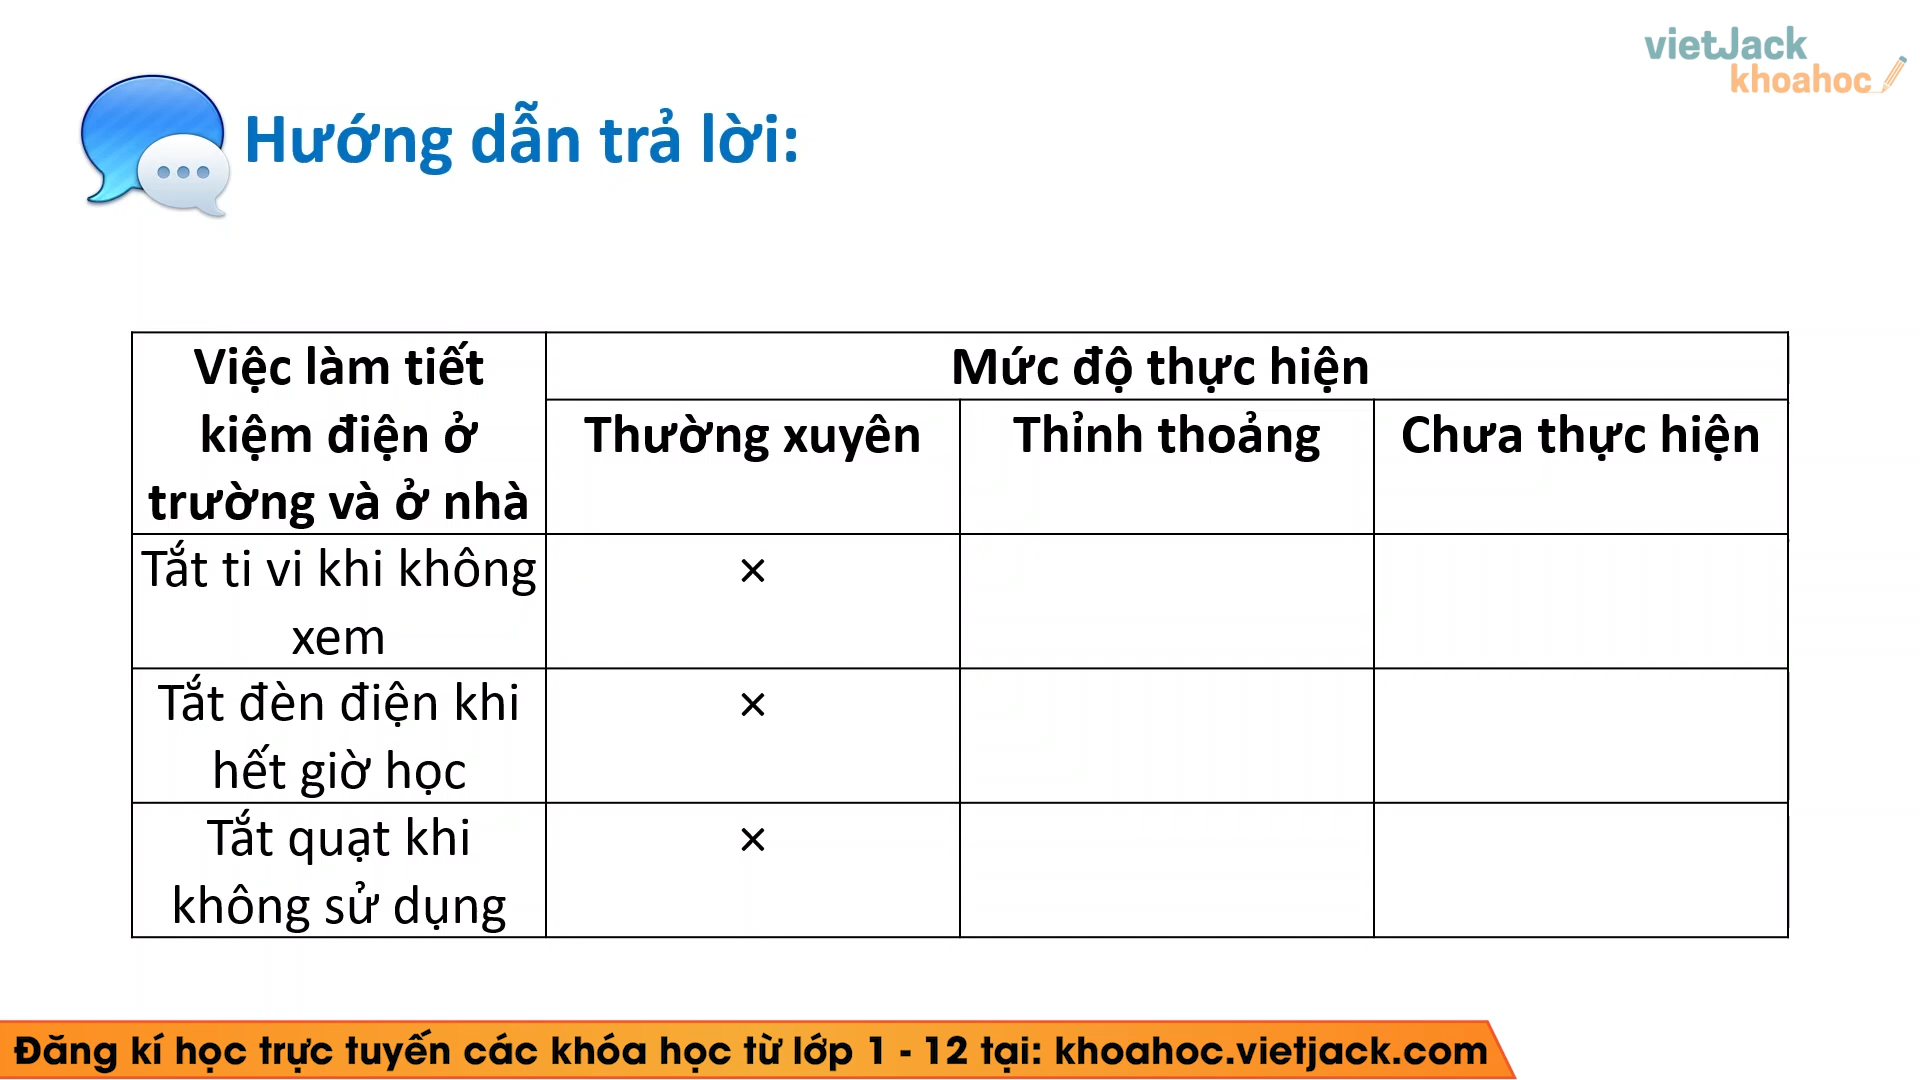 vietJack
khoahoc
Hướng dẫn trả lời:
Việc làm tiết
kiệm điện ở
trường và ở nhà
Mức độ thực hiện
Thường xuyên
Thỉnh thoảng
Chưa thực hiện
Tắt ti vi khi không
xem
×
Tắt đèn điện khi
hết giờ học
×
Tắt quạt khi
không sử dụng
×
Đăng kí học trực tuyến các khóa học từ lớp 1 - 12 tại: khoahoc.vietjack.com